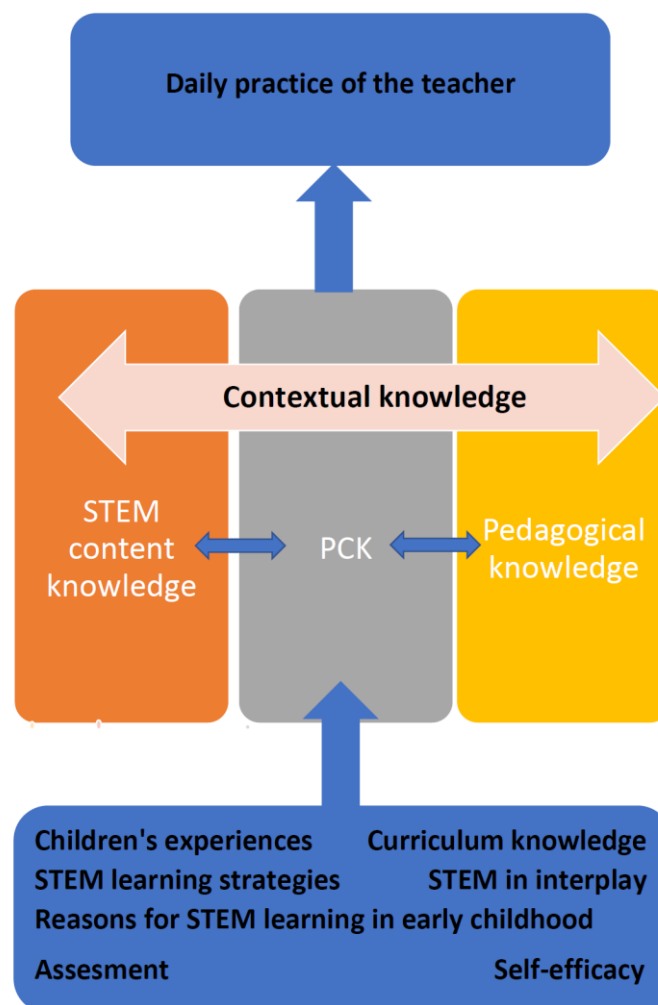 Daily practice of the teacher
Contextual knowledge
STEM
content
knowledge
PCK
Pedagogical
knowledge
Children's experiences Curriculum knowledge
STEM learning strategies STEM in interplay
Reasons for STEM learning in early childhood
Assesment Self-efficacy